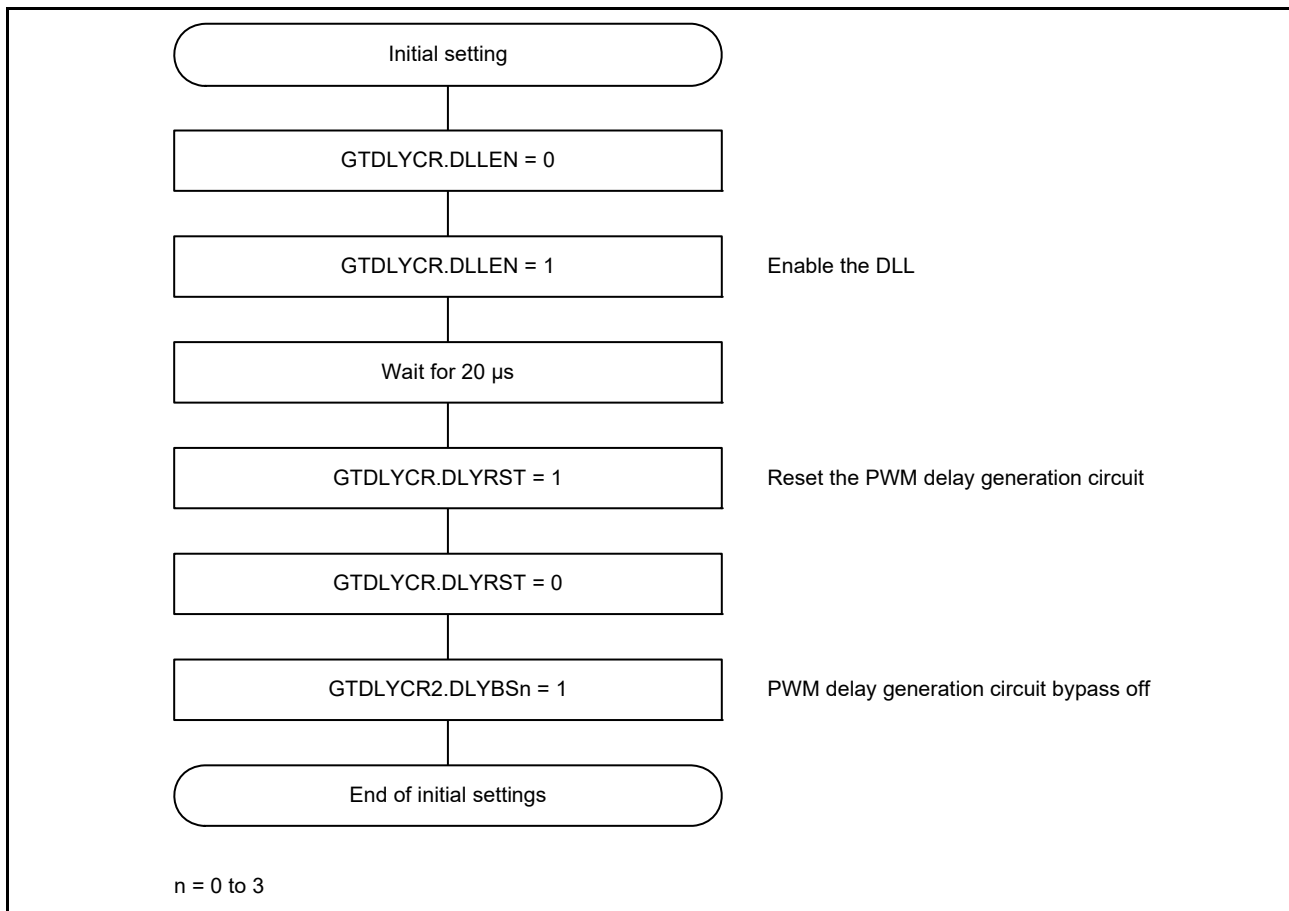 Initial setting
GTDLYCR.DLLEN = 0
GTDLYCR.DLLEN = 1
Enable the DLL
Wait for 20 µs
GTDLYCR.DLYRST = 1
Reset the PWM delay generation circuit
GTDLYCR.DLYRST = 0
GTDLYCR2.DLYBSn = 1
PWM delay generation circuit bypass off
End of initial settings
n = 0 to 3